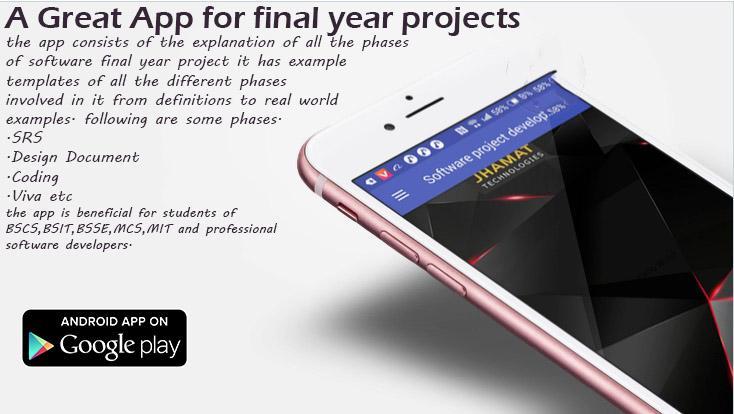 A Great App for final year projects
the app consists of the explanation of all the phases
of software final year project it has example
templates of all the different phases
involved in it from definitions to real world
examples. following are some phases.
·SRS
·Design Document
·Coding
·Viva etc
the app is beneficial for students of
BSCS,BSIT,BSSE,MCS,MIT and professional
software developers.
58%
Software project develop..
JHAMAT
TECHNOLOGIES
ANDROID APP ON
Google play